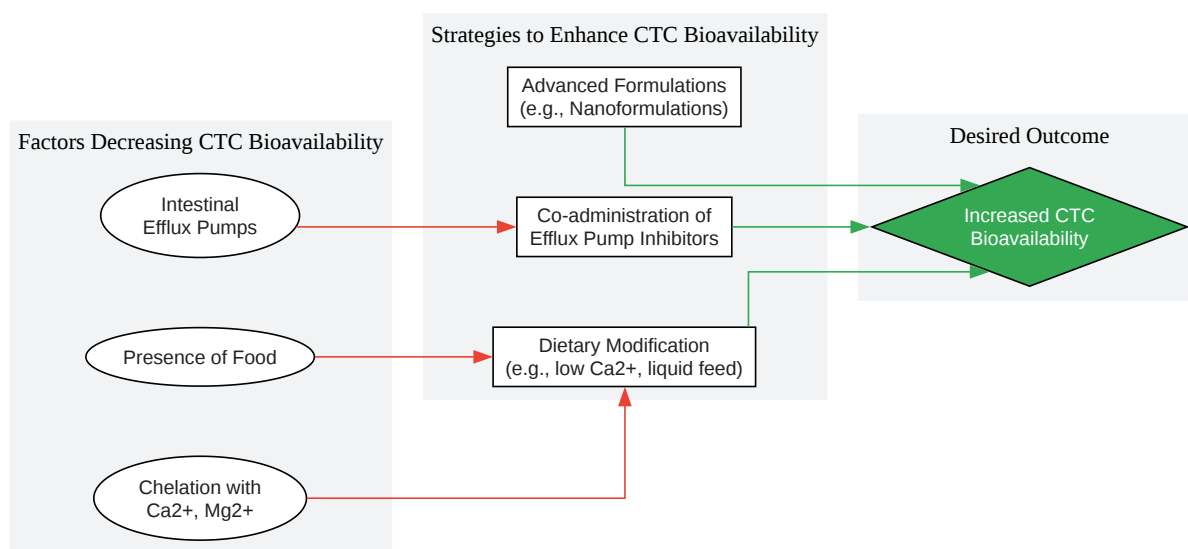 Factors Decreasing CTC Bioavailability
Intestinal
Efflux Pumps
Presence of Food
Chelation with
Ca2+, Mg2+
Strategies to Enhance CTC Bioavailability
Advanced Formulations
(e.g., Nanoformulations)
Co-administration of
Efflux Pump Inhibitors
Dietary Modification
(e.g., low Ca2+, liquid feed)
Desired Outcome
Increased CTC
Bioavailability